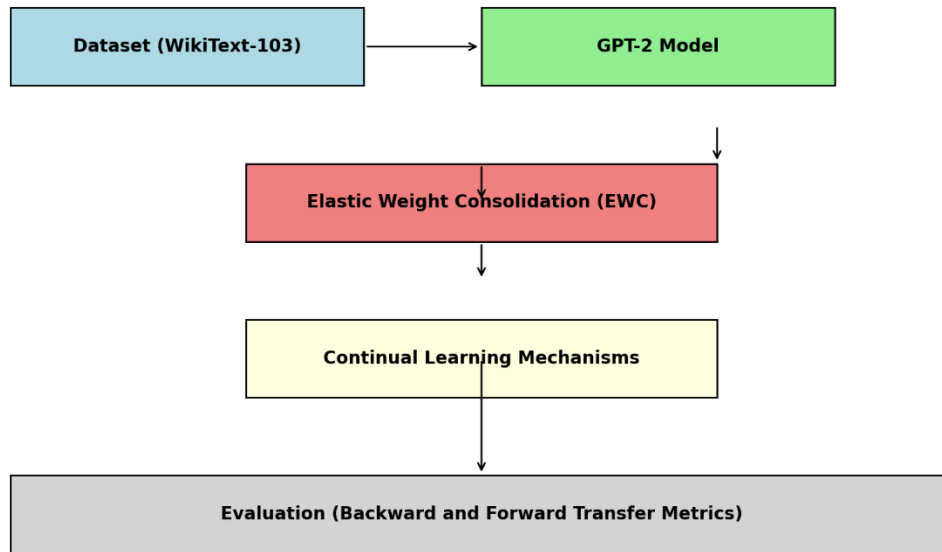 Dataset (WikiText-103)
GPT-2 Model
Elastic Weight Consolidation (EWC)
Continual Learning Mechanisms
Evaluation (Backward and Forward Transfer Metrics)